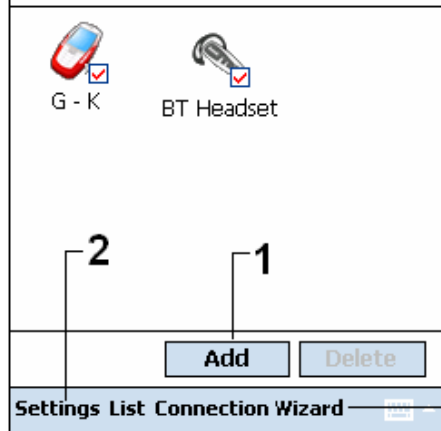 G - K
BT Headset
2
1
Add
Delete
Settings List Connection Wizard